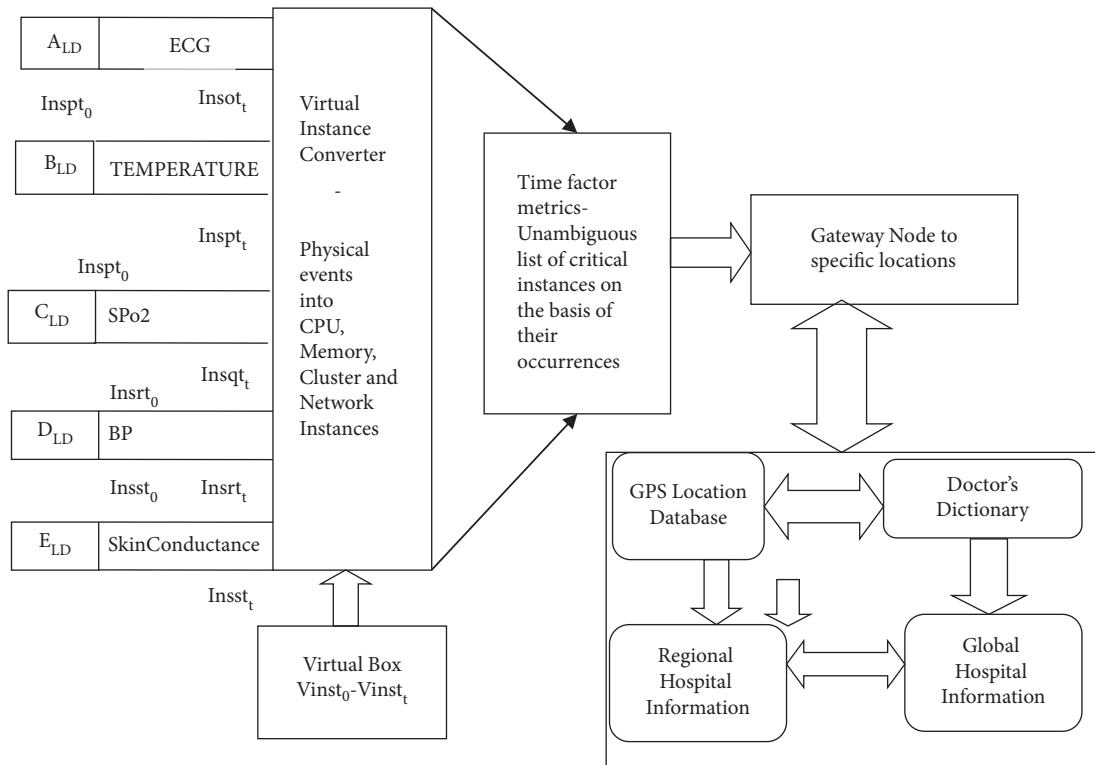 A_LD ECG
Inspt_0 Insot_t
B_LD TEMPERATURE
Inspt_t
Inspt_0
C_LD SPo2
Insqt_t
Insrt_0
D_LD BP
Insst_0 Insrt_t
E_LD SkinConductance
Insst_t
Virtual
Instance
Converter
-
Physical
events
into
CPU,
Memory,
Cluster and
Network
Instances
Virtual Box
Vinst_0-Vinst_t
Time factor
metrics-
Unambiguous
list of critical
instances on
the basis of
their
occurrences
Gateway Node to
specific locations
GPS Location
Database
Doctor's
Dictionary
Regional
Hospital
Information
Global
Hospital
Information